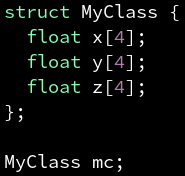 struct MyClass {
  float x[4];
  float y[4];
  float z[4];
};

MyClass mc;